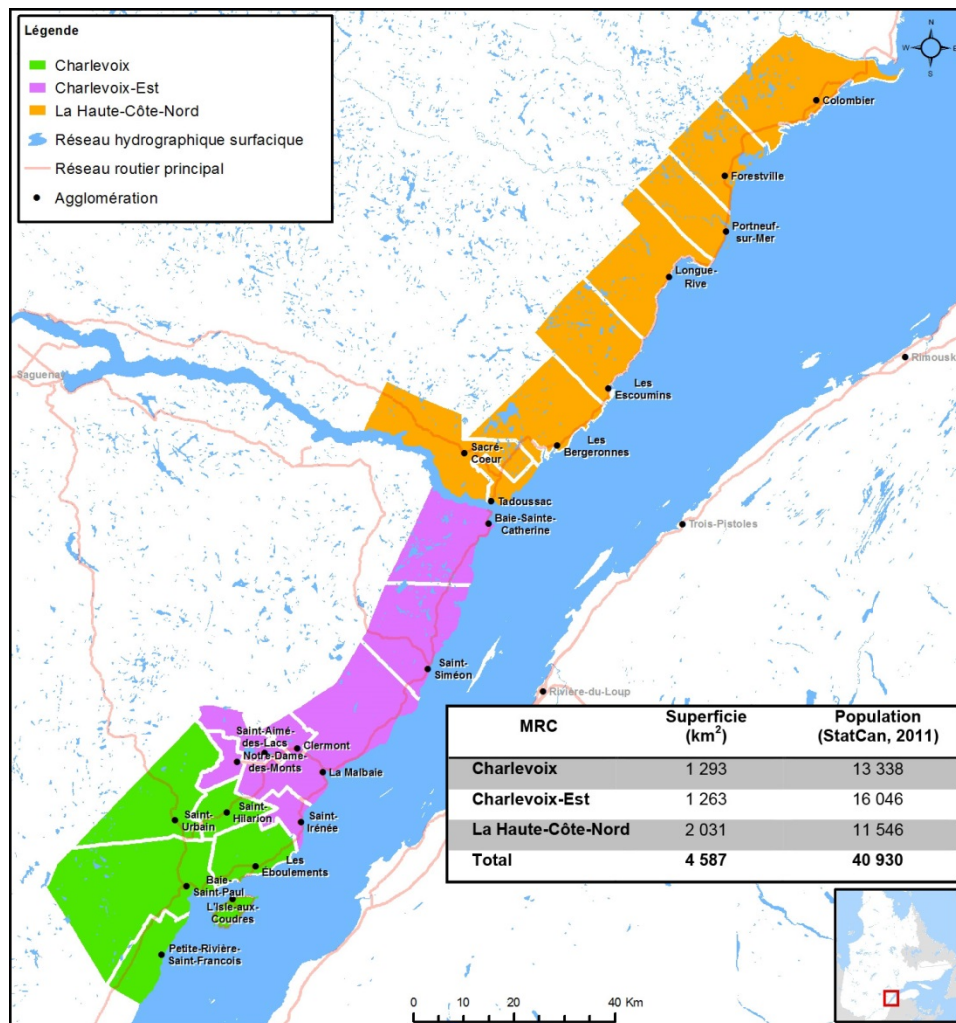 Légende
Charlevoix
Charlevoix-Est
La Haute-Côte-Nord
Réseau hydrographique surfacique
Réseau routier principal
Agglomération
N
W
E
S
Colombier
Forestville
Portneuf-
sur-Mer
Longue-
Rive
Rimousk
Saguenay
Les
Escoumins
Les
Bergeronnes
Sacré-
Coeur
Tadoussac
Baie-Sainte-
Catherine
Trois-Pistoles
Saint-
Siméon
Rivière-du-Loup
Saint-Aimé-
des-Lacs
Clermont
Notre-Dame-
des-Monts
La Malbaie
Saint-
Hilarion
Saint-
Urbain
Saint-
Irénée
Les
Éboulements
Baie-
Saint-Paul
L'Isle-aux-
Coudres
Petite-Rivière-
Saint-Francois
MRC Superficie Population
(km2) (StatCan, 2011)
Charlevoix 1 293 13 338
Charlevoix-Est 1 263 16 046
La Haute-Côte-Nord 2 031 11 546
Total 4 587 40 930
0 10 20 40 Km